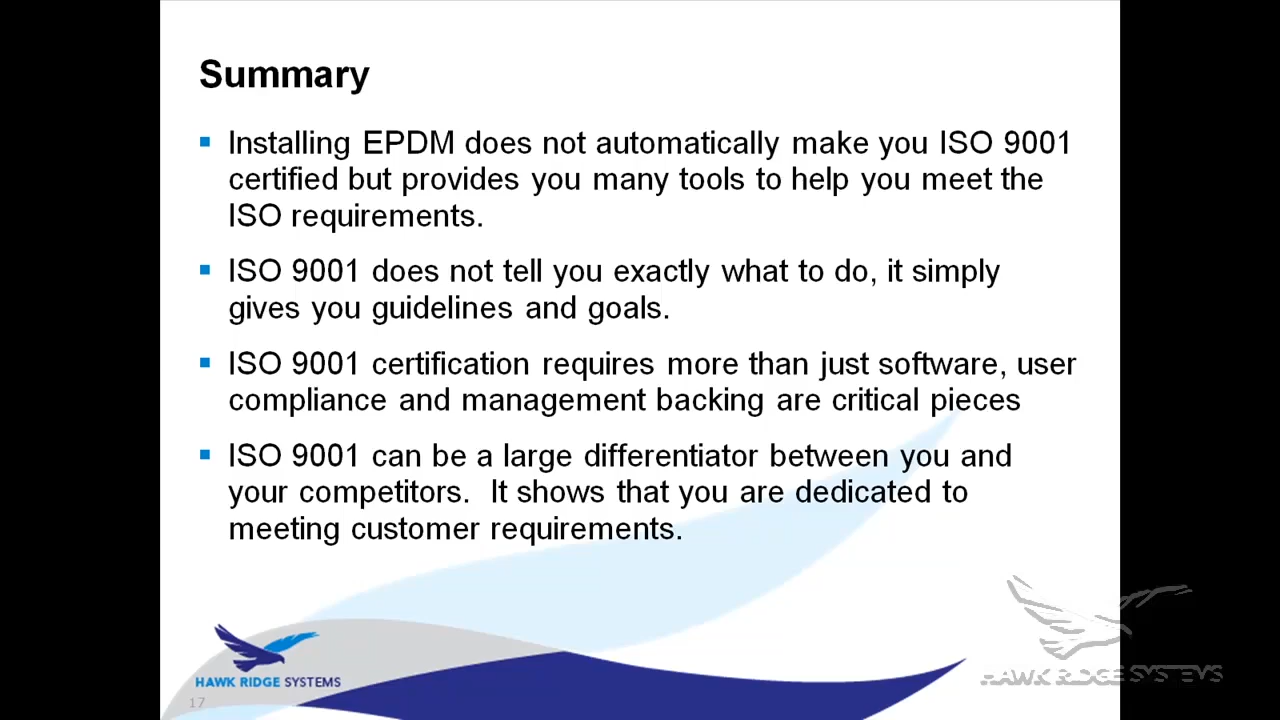 Summary
Installing EPDM does not automatically make you ISO 9001
certified but provides you many tools to help you meet the
ISO requirements.
ISO 9001 does not tell you exactly what to do, it simply
gives you guidelines and goals.
ISO 9001 certification requires more than just software, user
compliance and management backing are critical pieces
ISO 9001 can be a large differentiator between you and
your competitors.  It shows that you are dedicated to
meeting customer requirements.
HAWK RIDGE SYSTEMS
HAWK RIDGE SYSTEMS
17